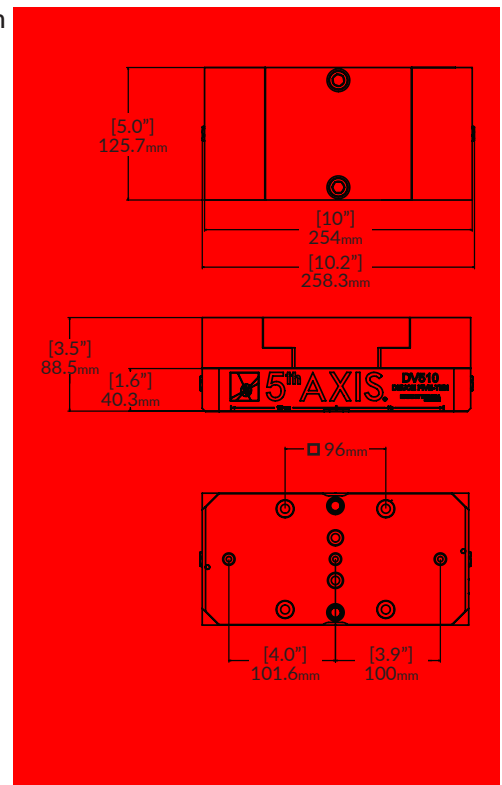 n
[5.0"]
125.7mm
[10"]
254mm
[10.2"]
258.3mm
[3.5"]
88.5mm
[1.6"]
40.3mm
5th AXIS.
DV510
96mm
[4.0"]
101.6mm
[3.9"]
100mm